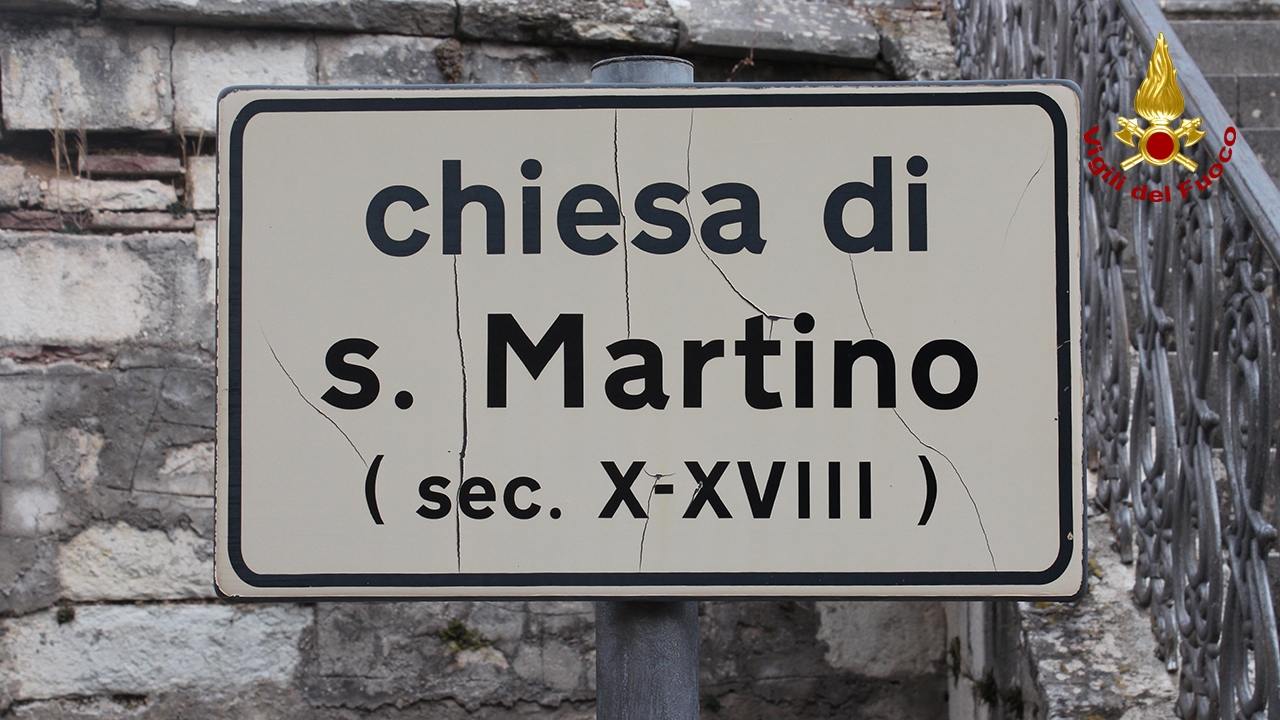 chiesa di
s. Martino
( sec. X-XVIII )
Vigili del Fuoco